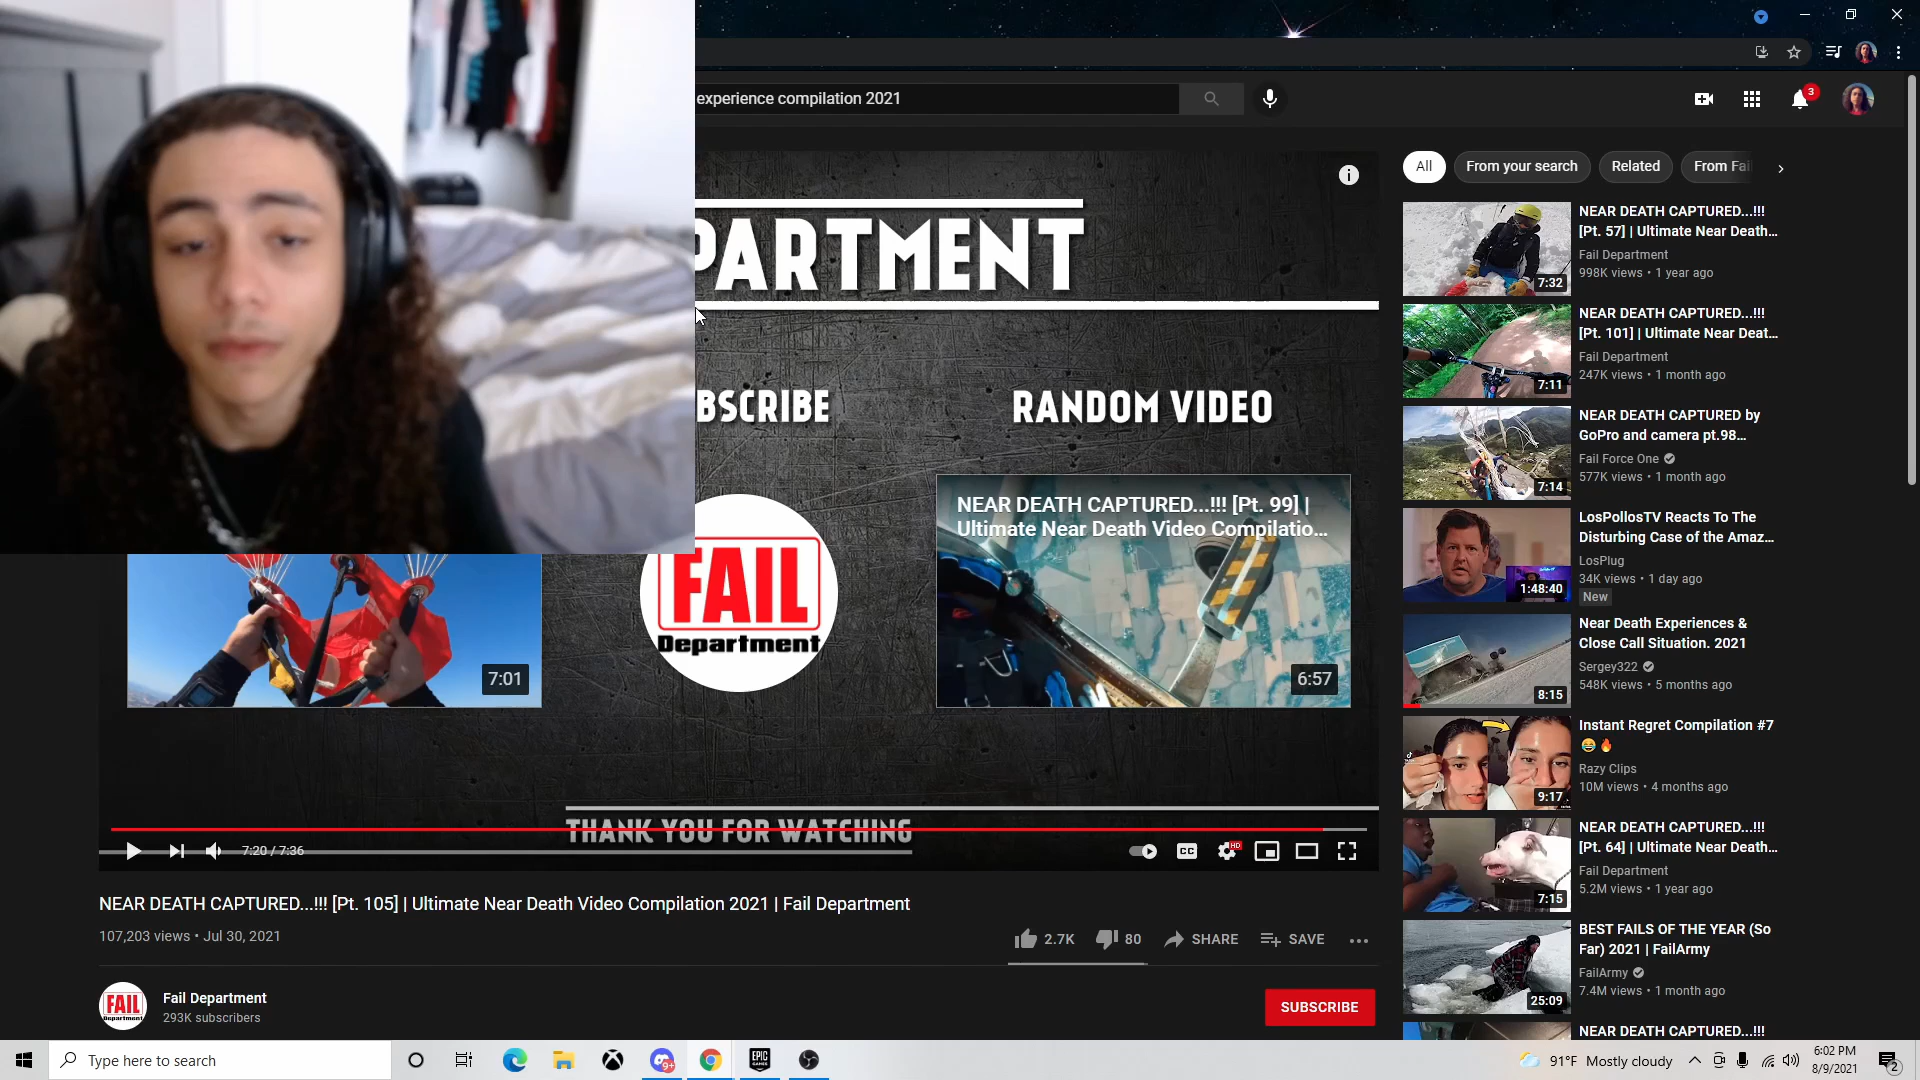 experience compilation 2021
3
All
From your search
Related
From Fai
PARTMENT
BSCRIBE
RANDOM VIDEO
7:01
FAIL
Department
NEAR DEATH CAPTURED...!!! [Pt. 99] |
Ultimate Near Death Video Compilatio...
6:57
THANK YOU FOR WATCHING
7:20 / 7:36
CC
HD
NEAR DEATH CAPTURED...!!! [Pt. 105] | Ultimate Near Death Video Compilation 2021 | Fail Department
107,203 views • Jul 30, 2021
2.7K
80
SHARE
SAVE
FAIL
Department
Fail Department
293K subscribers
SUBSCRIBE
7:32
NEAR DEATH CAPTURED...!!!
[Pt. 57] | Ultimate Near Death...
Fail Department
998K views • 1 year ago
7:11
NEAR DEATH CAPTURED...!!!
[Pt. 101] | Ultimate Near Deat...
Fail Department
247K views • 1 month ago
7:14
NEAR DEATH CAPTURED by
GoPro and camera pt.98...
Fail Force One
577K views • 1 month ago
1:48:40
LosPollosTV Reacts To The
Disturbing Case of the Amaz...
LosPlug
34K views • 1 day ago
New
8:15
Near Death Experiences &
Close Call Situation. 2021
Sergey322
548K views • 5 months ago
9:17
Instant Regret Compilation #7
😂🔥
Razy Clips
10M views • 4 months ago
7:15
NEAR DEATH CAPTURED...!!!
[Pt. 64] | Ultimate Near Death...
Fail Department
5.2M views • 1 year ago
25:09
BEST FAILS OF THE YEAR (So
Far) 2021 | FailArmy
FailArmy
7.4M views • 1 month ago
NEAR DEATH CAPTURED...!!!
Type here to search
9+
EPIC
GAMES
91°F Mostly cloudy
6:02 PM
8/9/2021
2